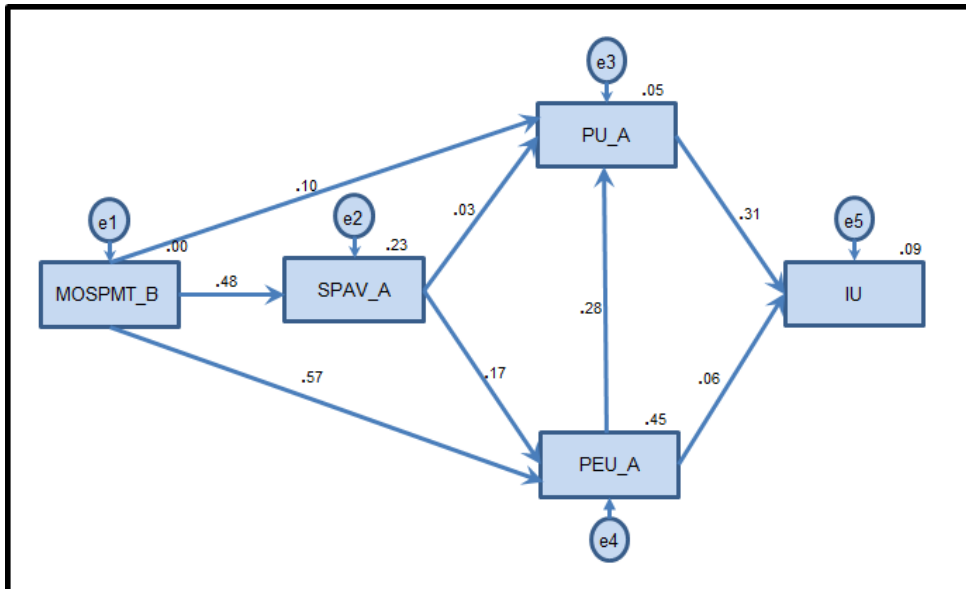 e3
.05
PU_A
.10
.03
e1
e2
.31
e5
.00
.23
.09
MOSPMT_B
.48
SPAV_A
IU
.28
.57
.17
.06
.45
PEU_A
e4